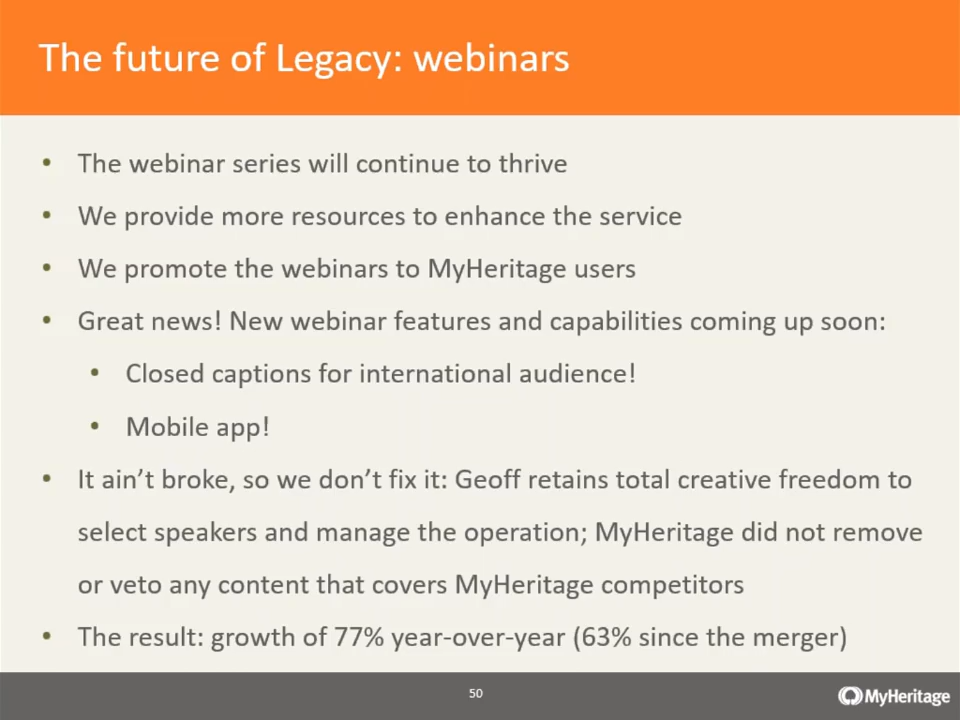 The future of Legacy: webinars
• The webinar series will continue to thrive
• We provide more resources to enhance the service
• We promote the webinars to MyHeritage users
• Great news! New webinar features and capabilities coming up soon:
• Closed captions for international audience!
• Mobile app!
• It ain’t broke, so we don’t fix it: Geoff retains total creative freedom to
select speakers and manage the operation; MyHeritage did not remove
or veto any content that covers MyHeritage competitors
• The result: growth of 77% year-over-year (63% since the merger)
50
MyHeritage